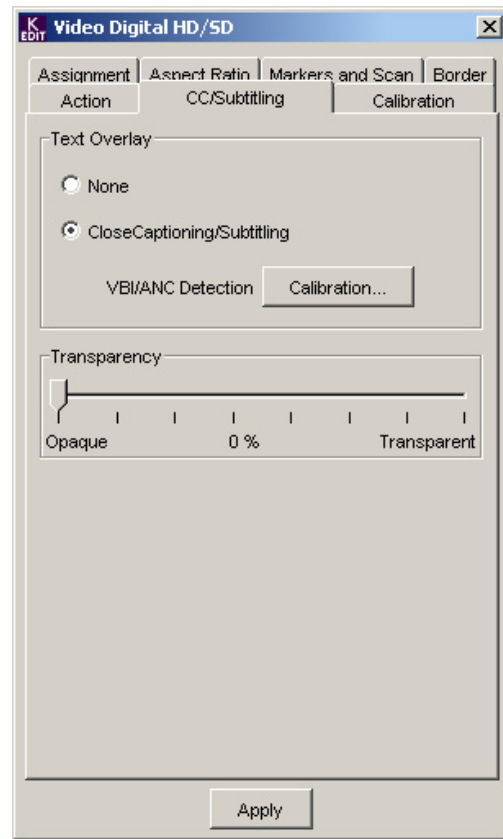 K EDIT Video Digital HD/SD
Assignment Aspect Ratio Markers and Scan Border
Action CC/Subtitling Calibration
Text Overlay
None
CloseCaptioning/Subtitling
VBI/ANC Detection Calibration...
Transparency
Opaque 0 % Transparent
Apply